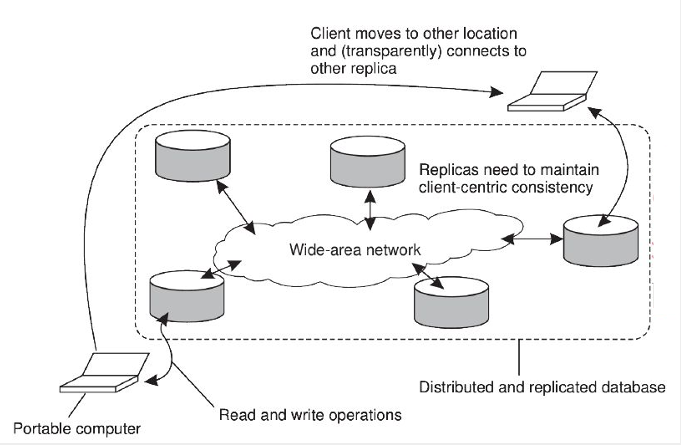 Client moves to other location
and (transparently) connects to
other replica
Replicas need to maintain
client-centric consistency
Wide-area network
Distributed and replicated database
Read and write operations
Portable computer